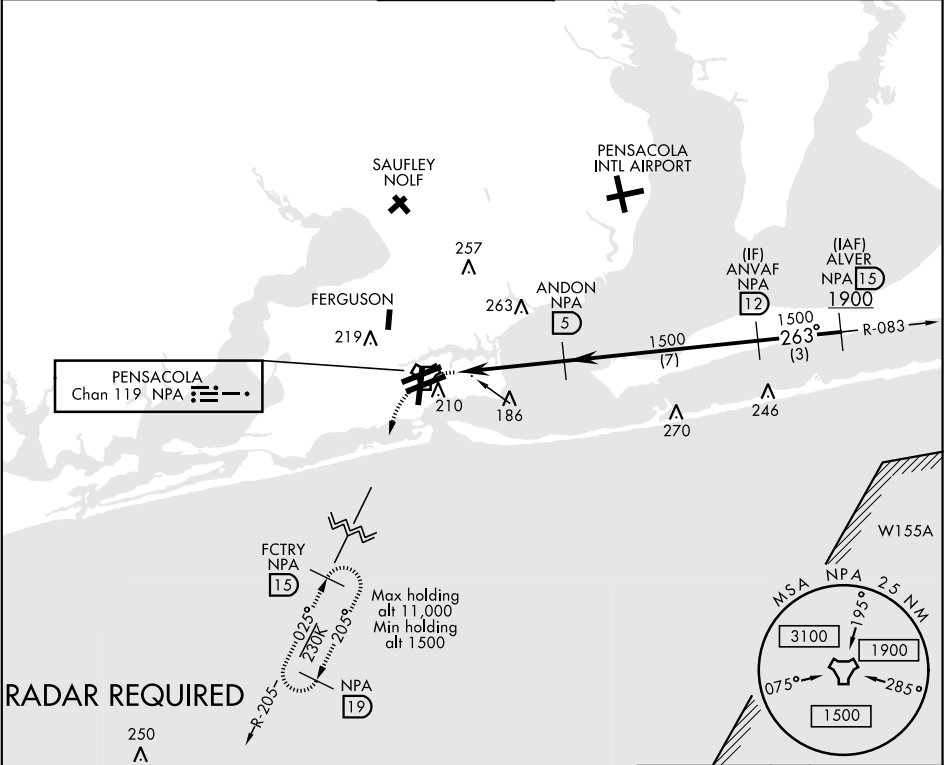 SAUFLEY
NOLF
PENSACOLA
INTL AIRPORT
257
FERGUSON
219
263
ANDON
NPA
5
(IF)
ANVAF
NPA
12
(IAF)
ALVER
NPA 15
1900
1500
263°
(3)
R-083
1500
(7)
PENSACOLA
Chan 119 NPA
210
186
270
246
W155A
FCTRY
NPA
15
025°
230K
205°
Max holding
alt 11,000
Min holding
alt 1500
NPA
19
R-205
RADAR REQUIRED
250
MSA NPA 25 NM
195°
3100
1900
075°
285°
1500